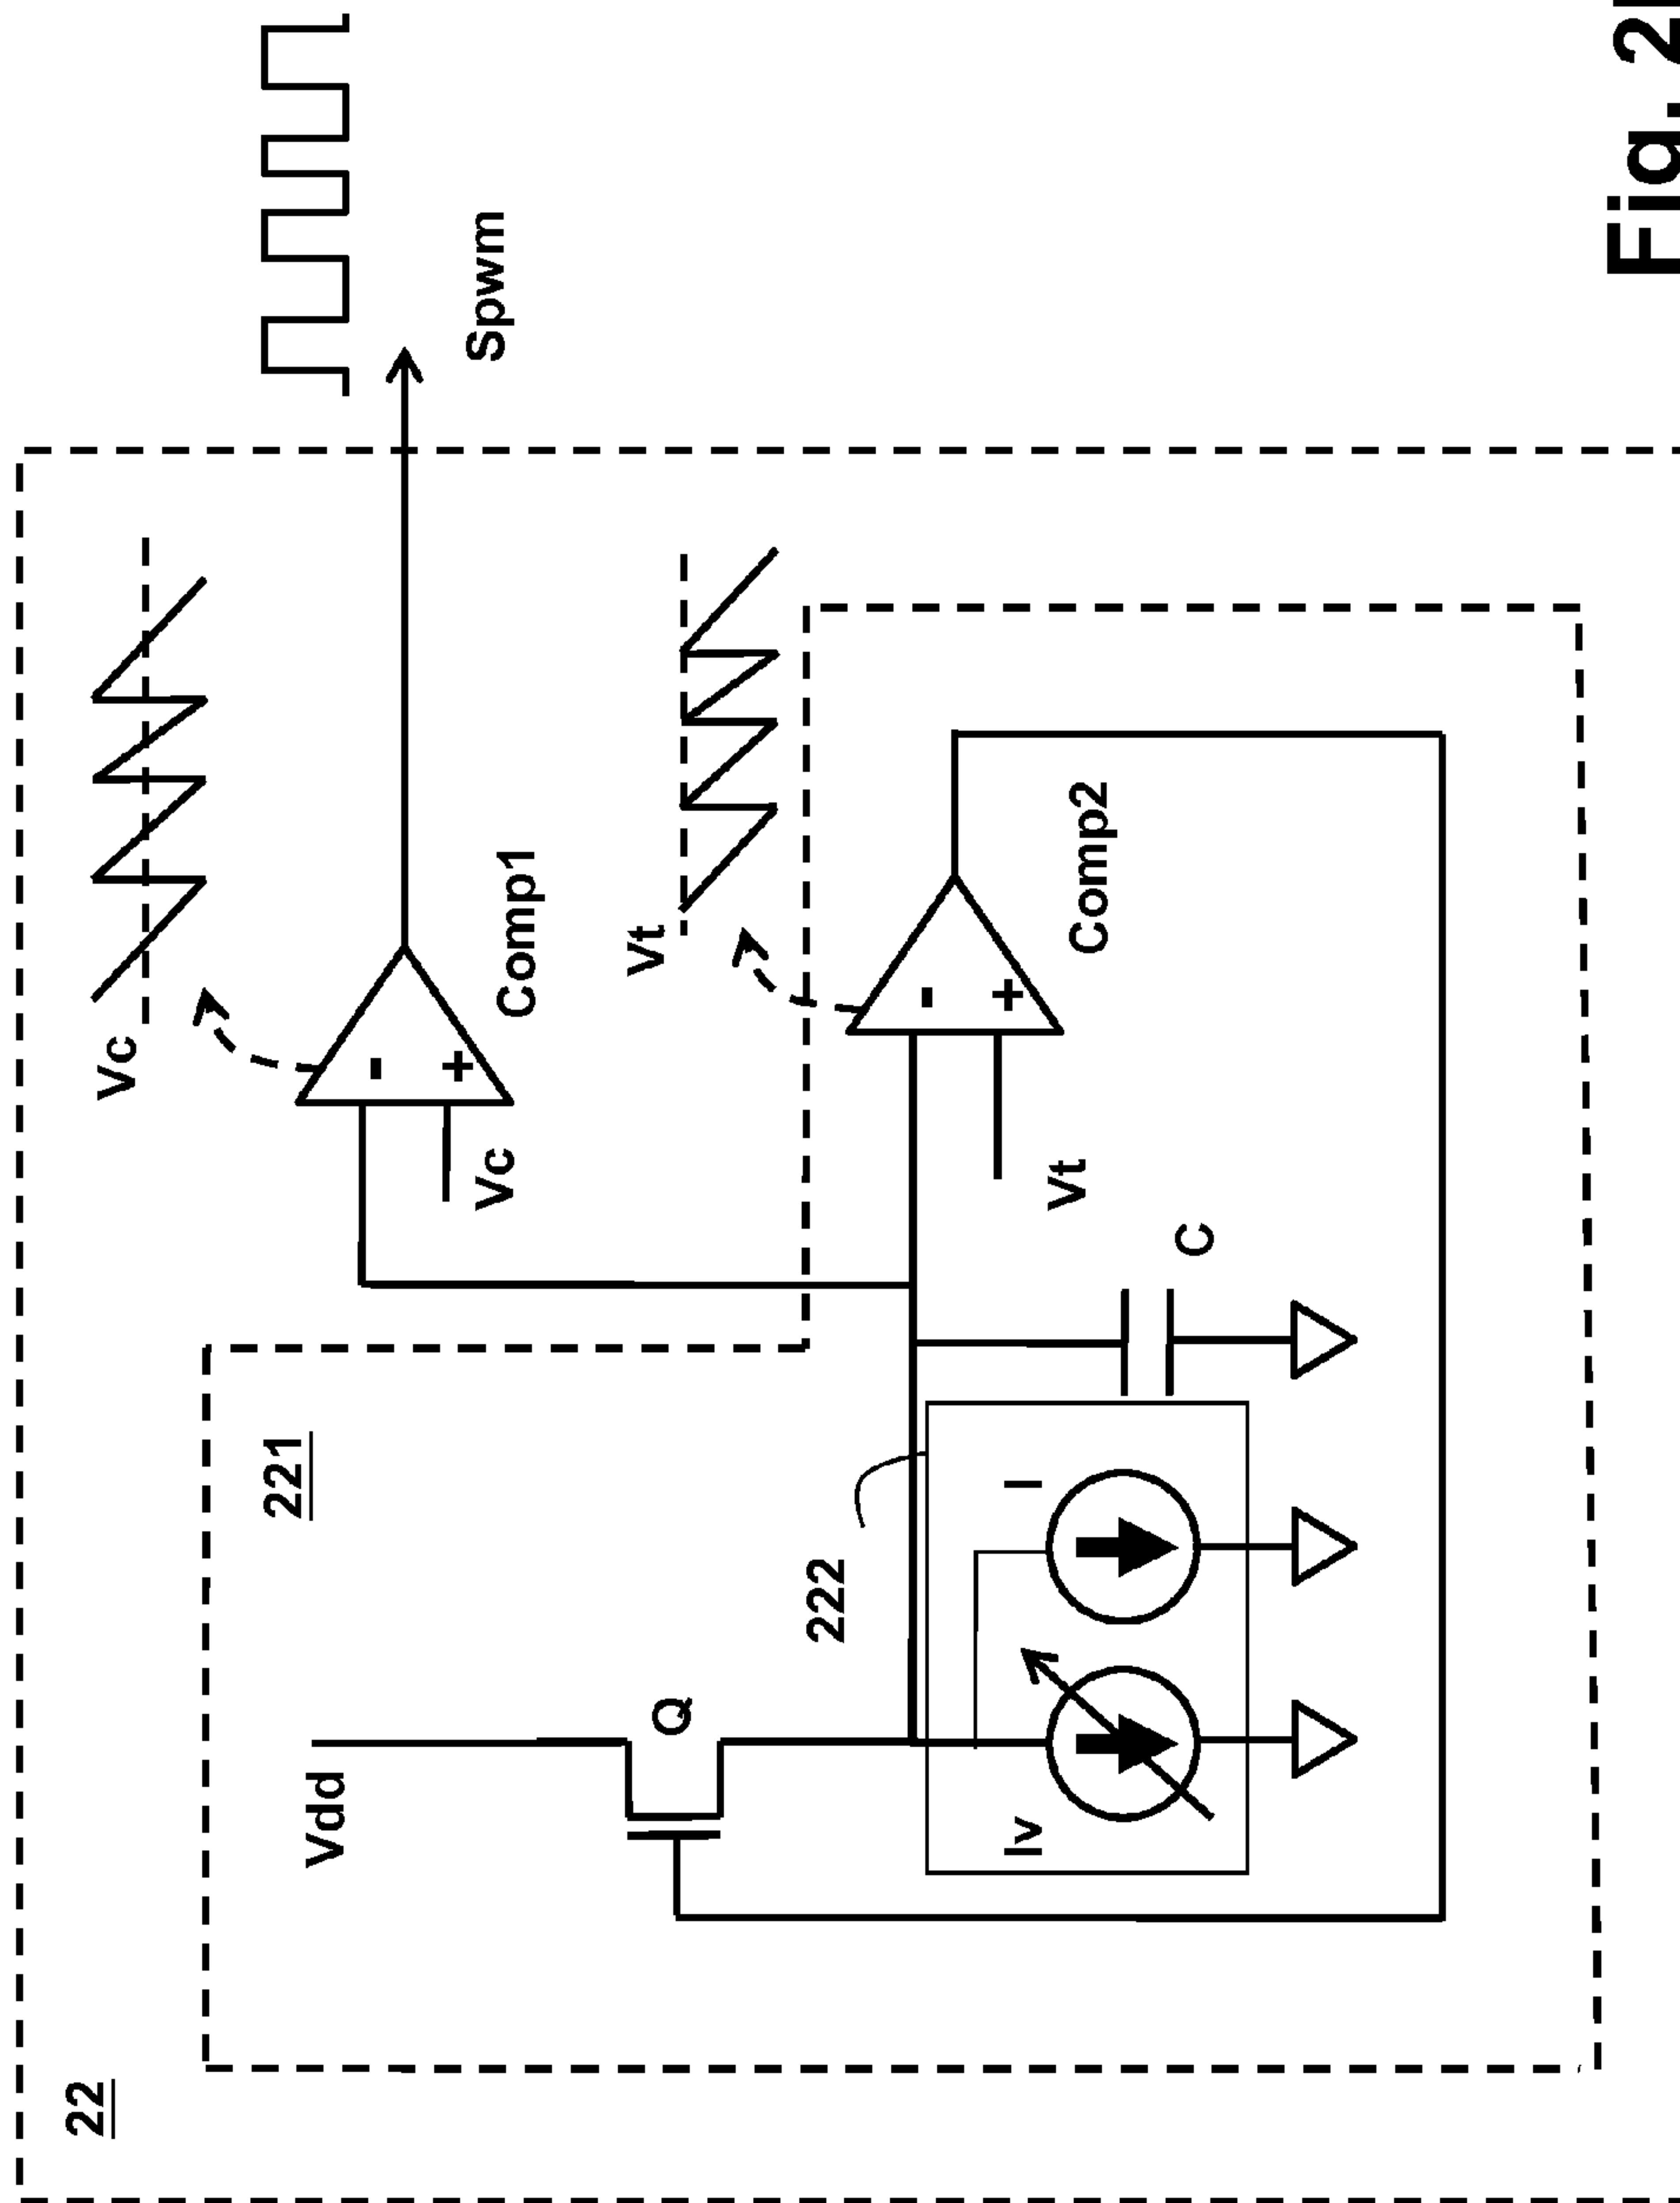 22
221
Vdd
Q
222
Iv
I
C
Vc
Vc
-
+
Comp1
Vt
Vt
-
+
Comp2
Spwm
Fig. 2